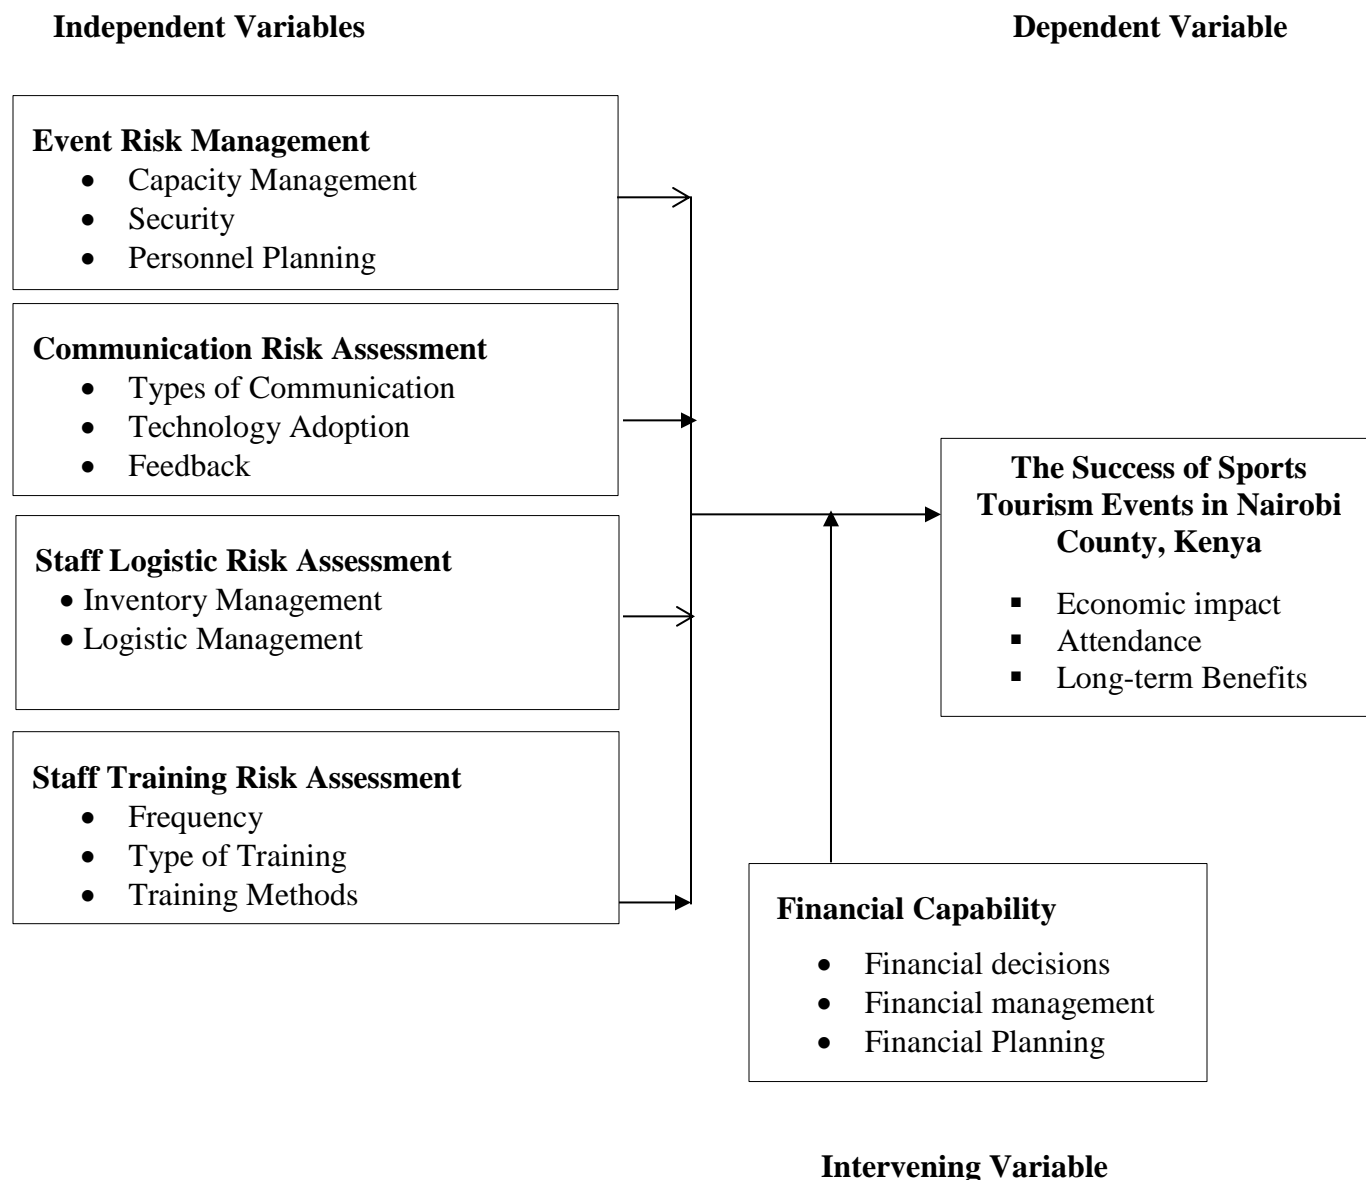 Independent Variables
Dependent Variable
Event Risk Management
• Capacity Management
• Security
• Personnel Planning
Communication Risk Assessment
• Types of Communication
• Technology Adoption
• Feedback
Staff Logistic Risk Assessment
• Inventory Management
• Logistic Management
Staff Training Risk Assessment
• Frequency
• Type of Training
• Training Methods
The Success of Sports
Tourism Events in Nairobi
County, Kenya
▪ Economic impact
▪ Attendance
▪ Long-term Benefits
Financial Capability
• Financial decisions
• Financial management
• Financial Planning
Intervening Variable